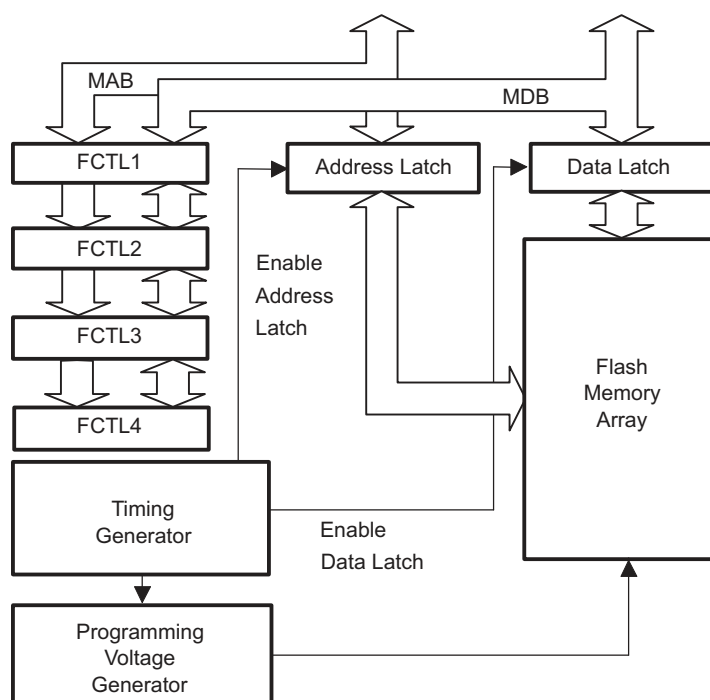 MAB
MDB
FCTL1
Address Latch
Data Latch
FCTL2
Enable
Address
Latch
FCTL3
Flash
Memory
Array
FCTL4
Timing
Generator
Enable
Data Latch
Programming
Voltage
Generator